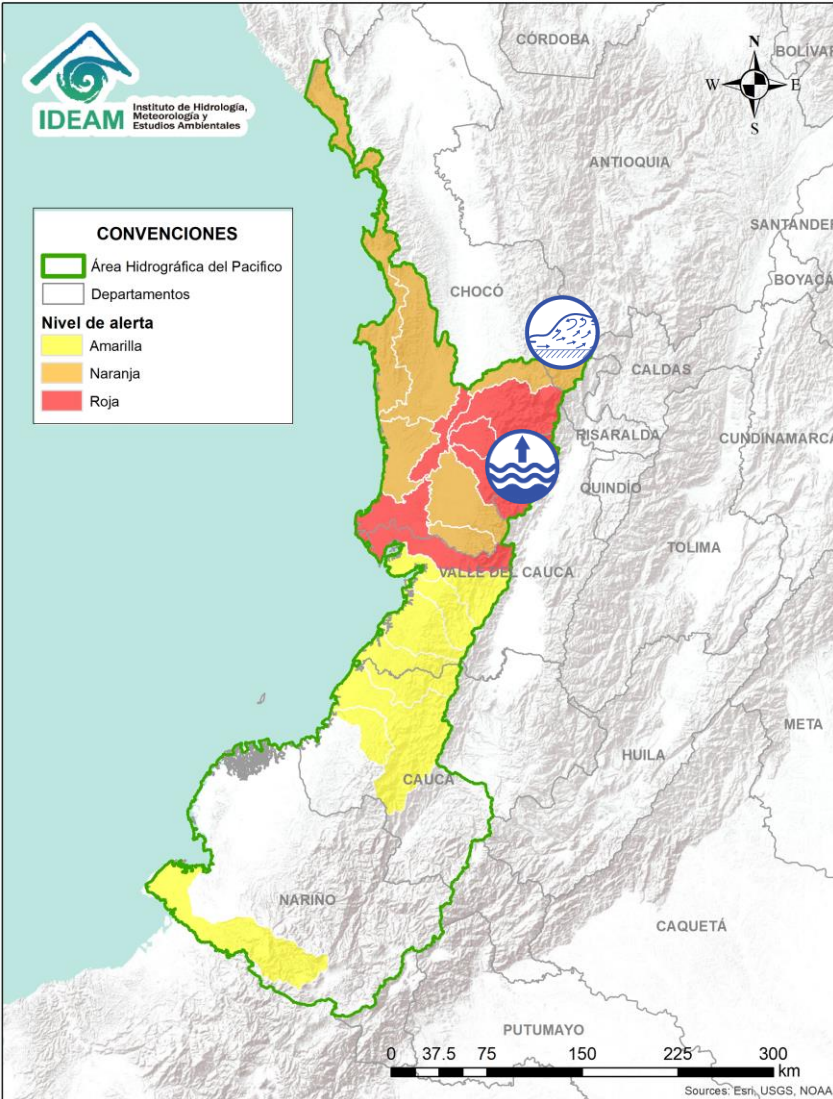 IDEAM
Instituto de Hidrología,
Meteorología y
Estudios Ambientales
CÓRDOBA
BOLÍVAR
N
W
E
S
ANTIOQUIA
SANTANDER
BOYACÁ
CONVENCIONES
Área Hidrográfica del Pacifico
Departamentos
Nivel de alerta
Amarilla
Naranja
Roja
CHOCÓ
CALDAS
RISARALDA
CUNDINAMARCA
QUINDÍO
TOLIMA
VALLE DEL CAUCA
META
HUILA
CAUCA
NARIÑO
CAQUETÁ
PUTUMAYO
0 37.5 75 150 225 300
km
Sources: Esri, USGS, NOAA